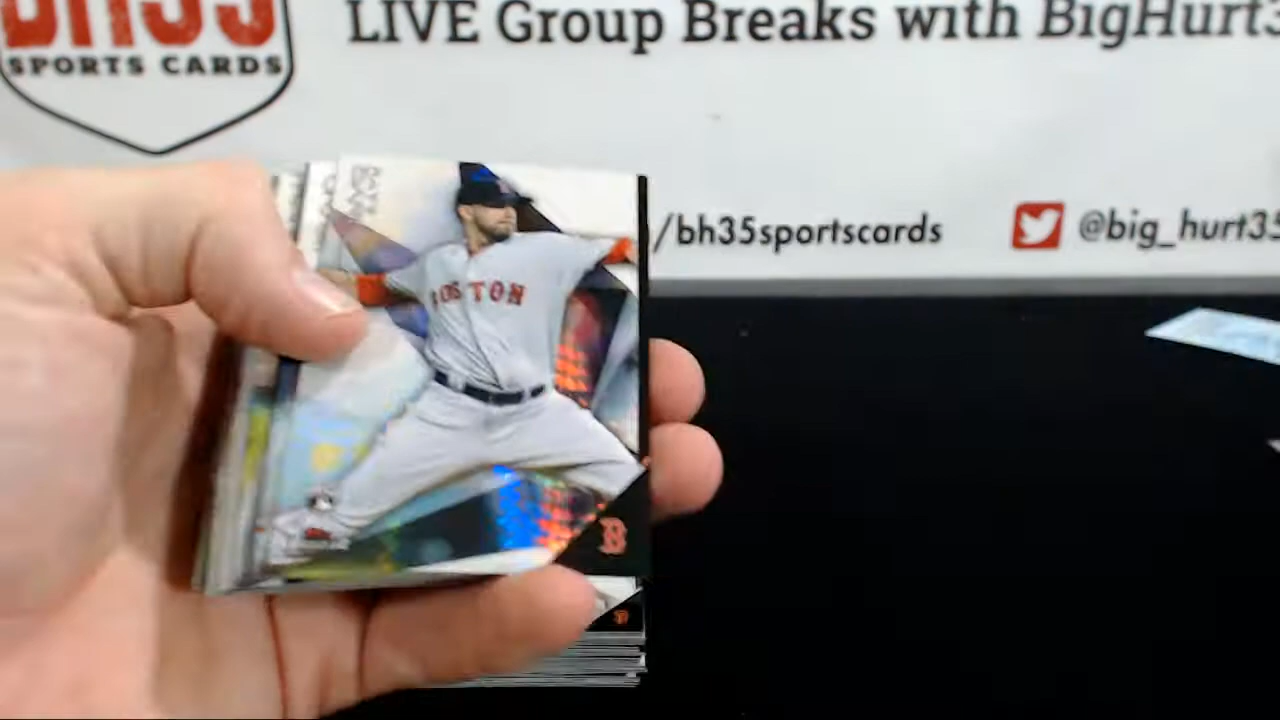 LIVE Group Breaks with BigHurt3
BH35
SPORTS CARDS
/bh35sportscards
@big_hurt35
BOSTON
B